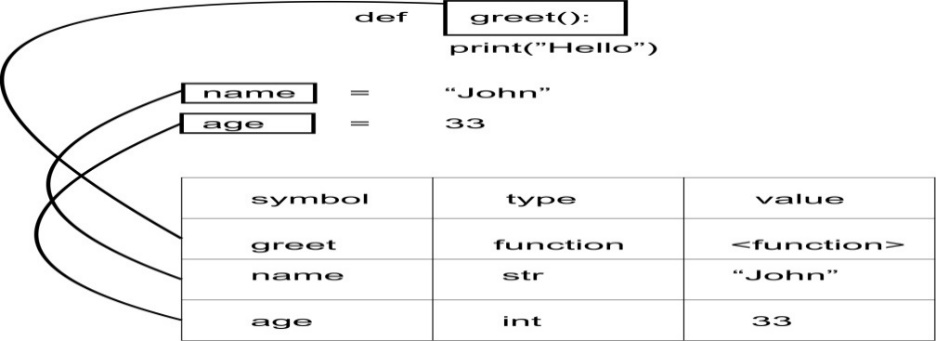 def greet():
print("Hello")
name = “John”
age = 33
symbol type value
greet function <function>
name str “John”
age int 33